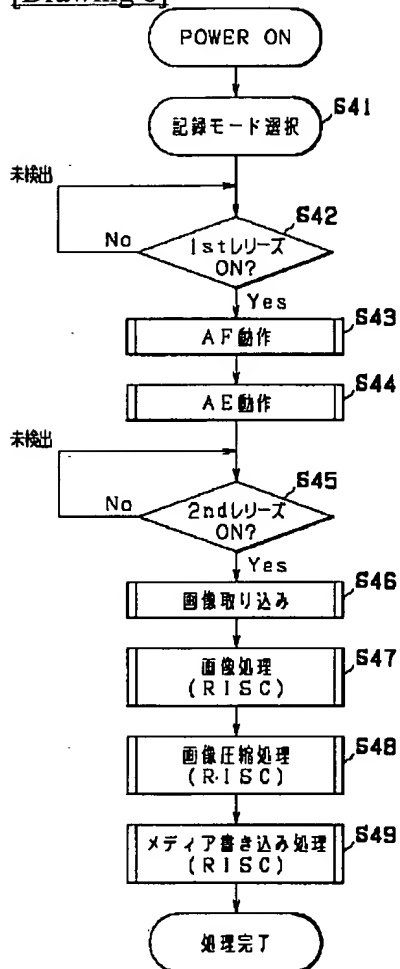 POWER ON
記録モード選択
S41
未検出
No
1stレリーズ
ON?
S42
Yes
AF動作
S43
AE動作
S44
未検出
No
2ndレリーズ
ON?
S45
Yes
画像取り込み
S46
画像処理
(RISC)
S47
画像圧縮処理
(RISC)
S48
メディア書き込み処理
(RISC)
S49
処理完了